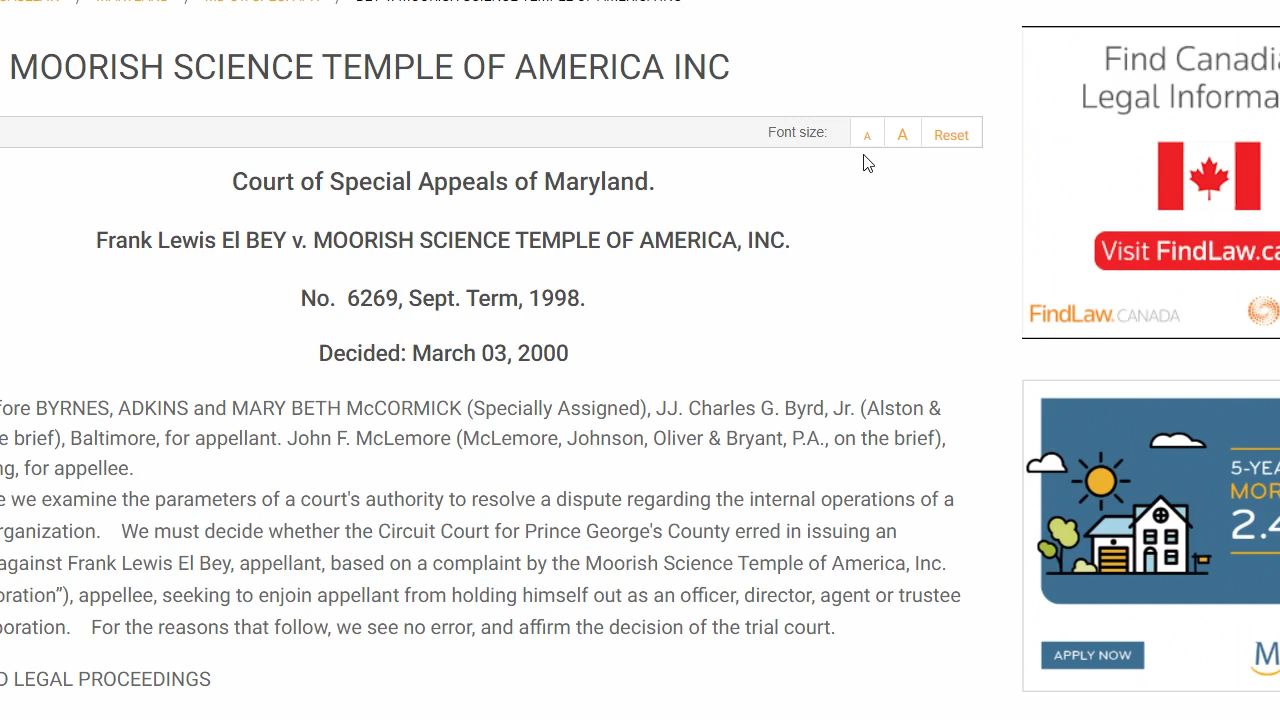 MOORISH SCIENCE TEMPLE OF AMERICA INC
Font size: A A Reset
Court of Special Appeals of Maryland.
Frank Lewis El BEY v. MOORISH SCIENCE TEMPLE OF AMERICA, INC.
No. 6269, Sept. Term, 1998.
Decided: March 03, 2000
fore BYRNES, ADKINS and MARY BETH McCORMICK (Specially Assigned), JJ. Charles G. Byrd, Jr. (Alston &
e brief), Baltimore, for appellant. John F. McLemore (McLemore, Johnson, Oliver & Bryant, P.A., on the brief),
ng, for appellee.
e we examine the parameters of a court's authority to resolve a dispute regarding the internal operations of a
rganization. We must decide whether the Circuit Court for Prince George's County erred in issuing an
against Frank Lewis El Bey, appellant, based on a complaint by the Moorish Science Temple of America, Inc.
oration”), appellee, seeking to enjoin appellant from holding himself out as an officer, director, agent or trustee
poration. For the reasons that follow, we see no error, and affirm the decision of the trial court.
D LEGAL PROCEEDINGS
Find Canadia
Legal Informa
Visit FindLaw.ca
FindLaw. CANADA
5-YEA
MOR
2.4
APPLY NOW
M